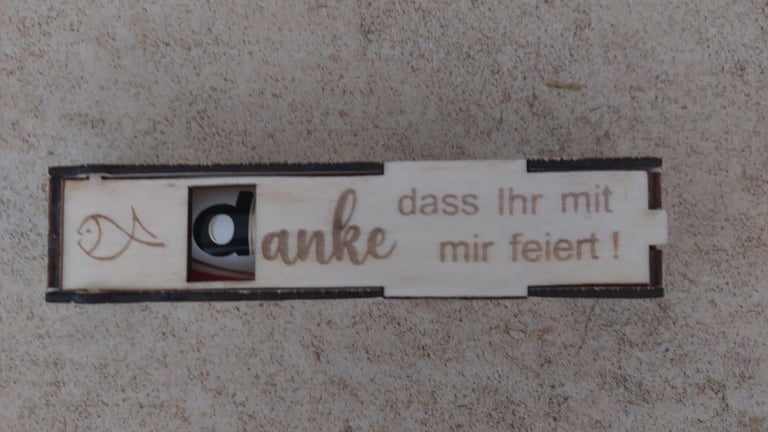 danke
dass Ihr mit
mir feiert !